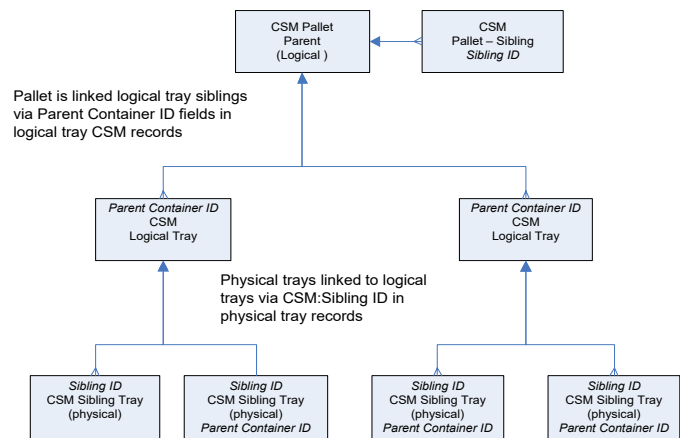 CSM Pallet
Parent
(Logical )
CSM
Pallet – Sibling
Sibling ID
Pallet is linked logical tray siblings
via Parent Container ID fields in
logical tray CSM records
Parent Container ID
CSM
Logical Tray
Parent Container ID
CSM
Logical Tray
Physical trays linked to logical
trays via CSM:Sibling ID in
physical tray records
Sibling ID
CSM Sibling Tray
(physical)
Sibling ID
CSM Sibling Tray
(physical)
Parent Container ID
Sibling ID
CSM Sibling Tray
(physical)
Parent Container ID
Sibling ID
CSM Sibling Tray
(physical)
Parent Container ID